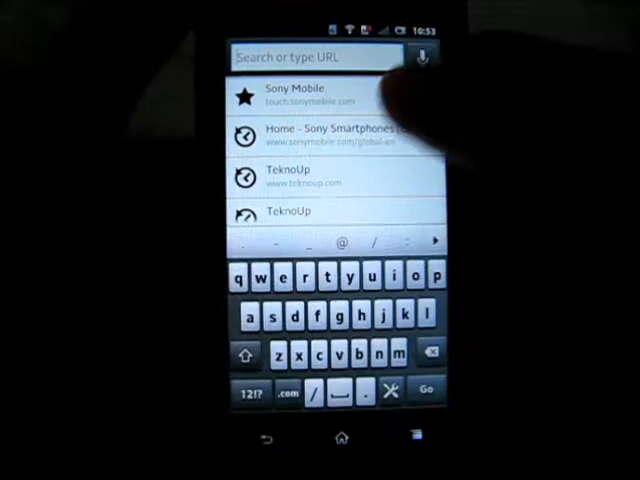 10:53
Search or type URL
Sony Mobile
touch.sonymobile.com
Home - Sony Smartphones (
www.sonymobile.com/global-en
TeknoUp
www.teknoup.com
TeknoUp
. - _ @ / :
q w e r t y u i o p
a s d f g h j k l
z x c v b n m
12!? .com / . Go